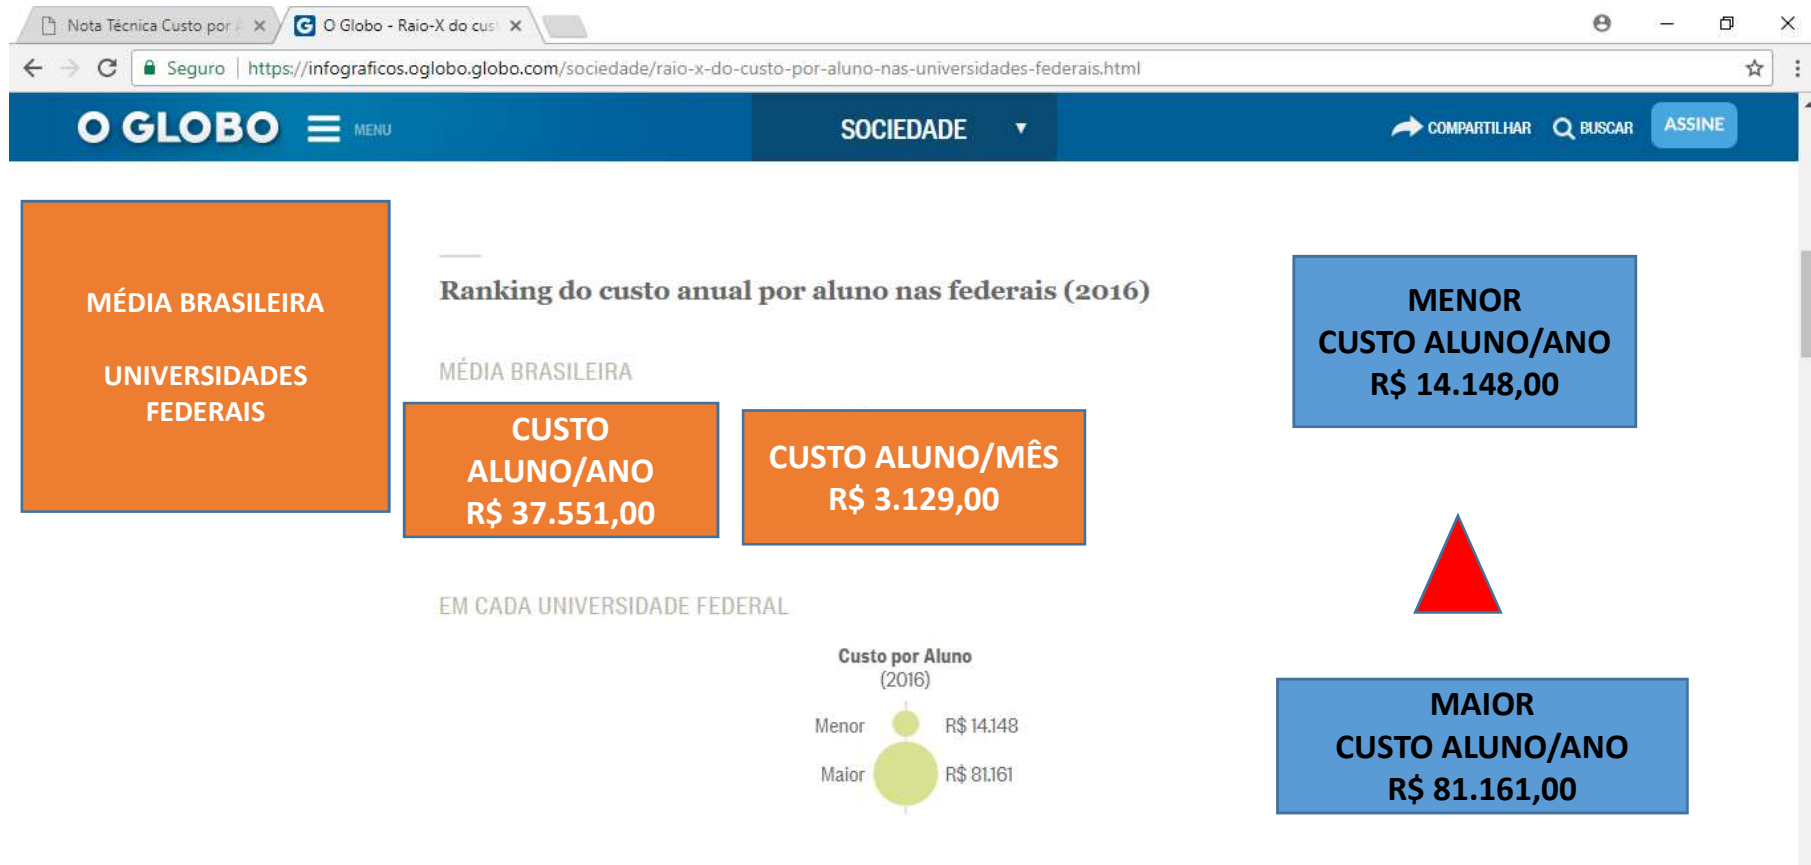 Nota Técnica Custo por A
O Globo - Raio-X do cus
Seguro
https://infograficos.oglobo.globo.com/sociedade/raio-x-do-custo-por-aluno-nas-universidades-federais.html
O GLOBO
MENU
SOCIEDADE
COMPARTILHAR
BUSCAR
ASSINE
MÉDIA BRASILEIRA
UNIVERSIDADES
FEDERAIS
Ranking do custo anual por aluno nas federais (2016)
MÉDIA BRASILEIRA
CUSTO
ALUNO/ANO
R$ 37.551,00
CUSTO ALUNO/MÊS
R$ 3.129,00
MENOR
CUSTO ALUNO/ANO
R$ 14.148,00
EM CADA UNIVERSIDADE FEDERAL
Custo por Aluno
(2016)
Menor R$ 14.148
Maior R$ 81.161
MAIOR
CUSTO ALUNO/ANO
R$ 81.161,00